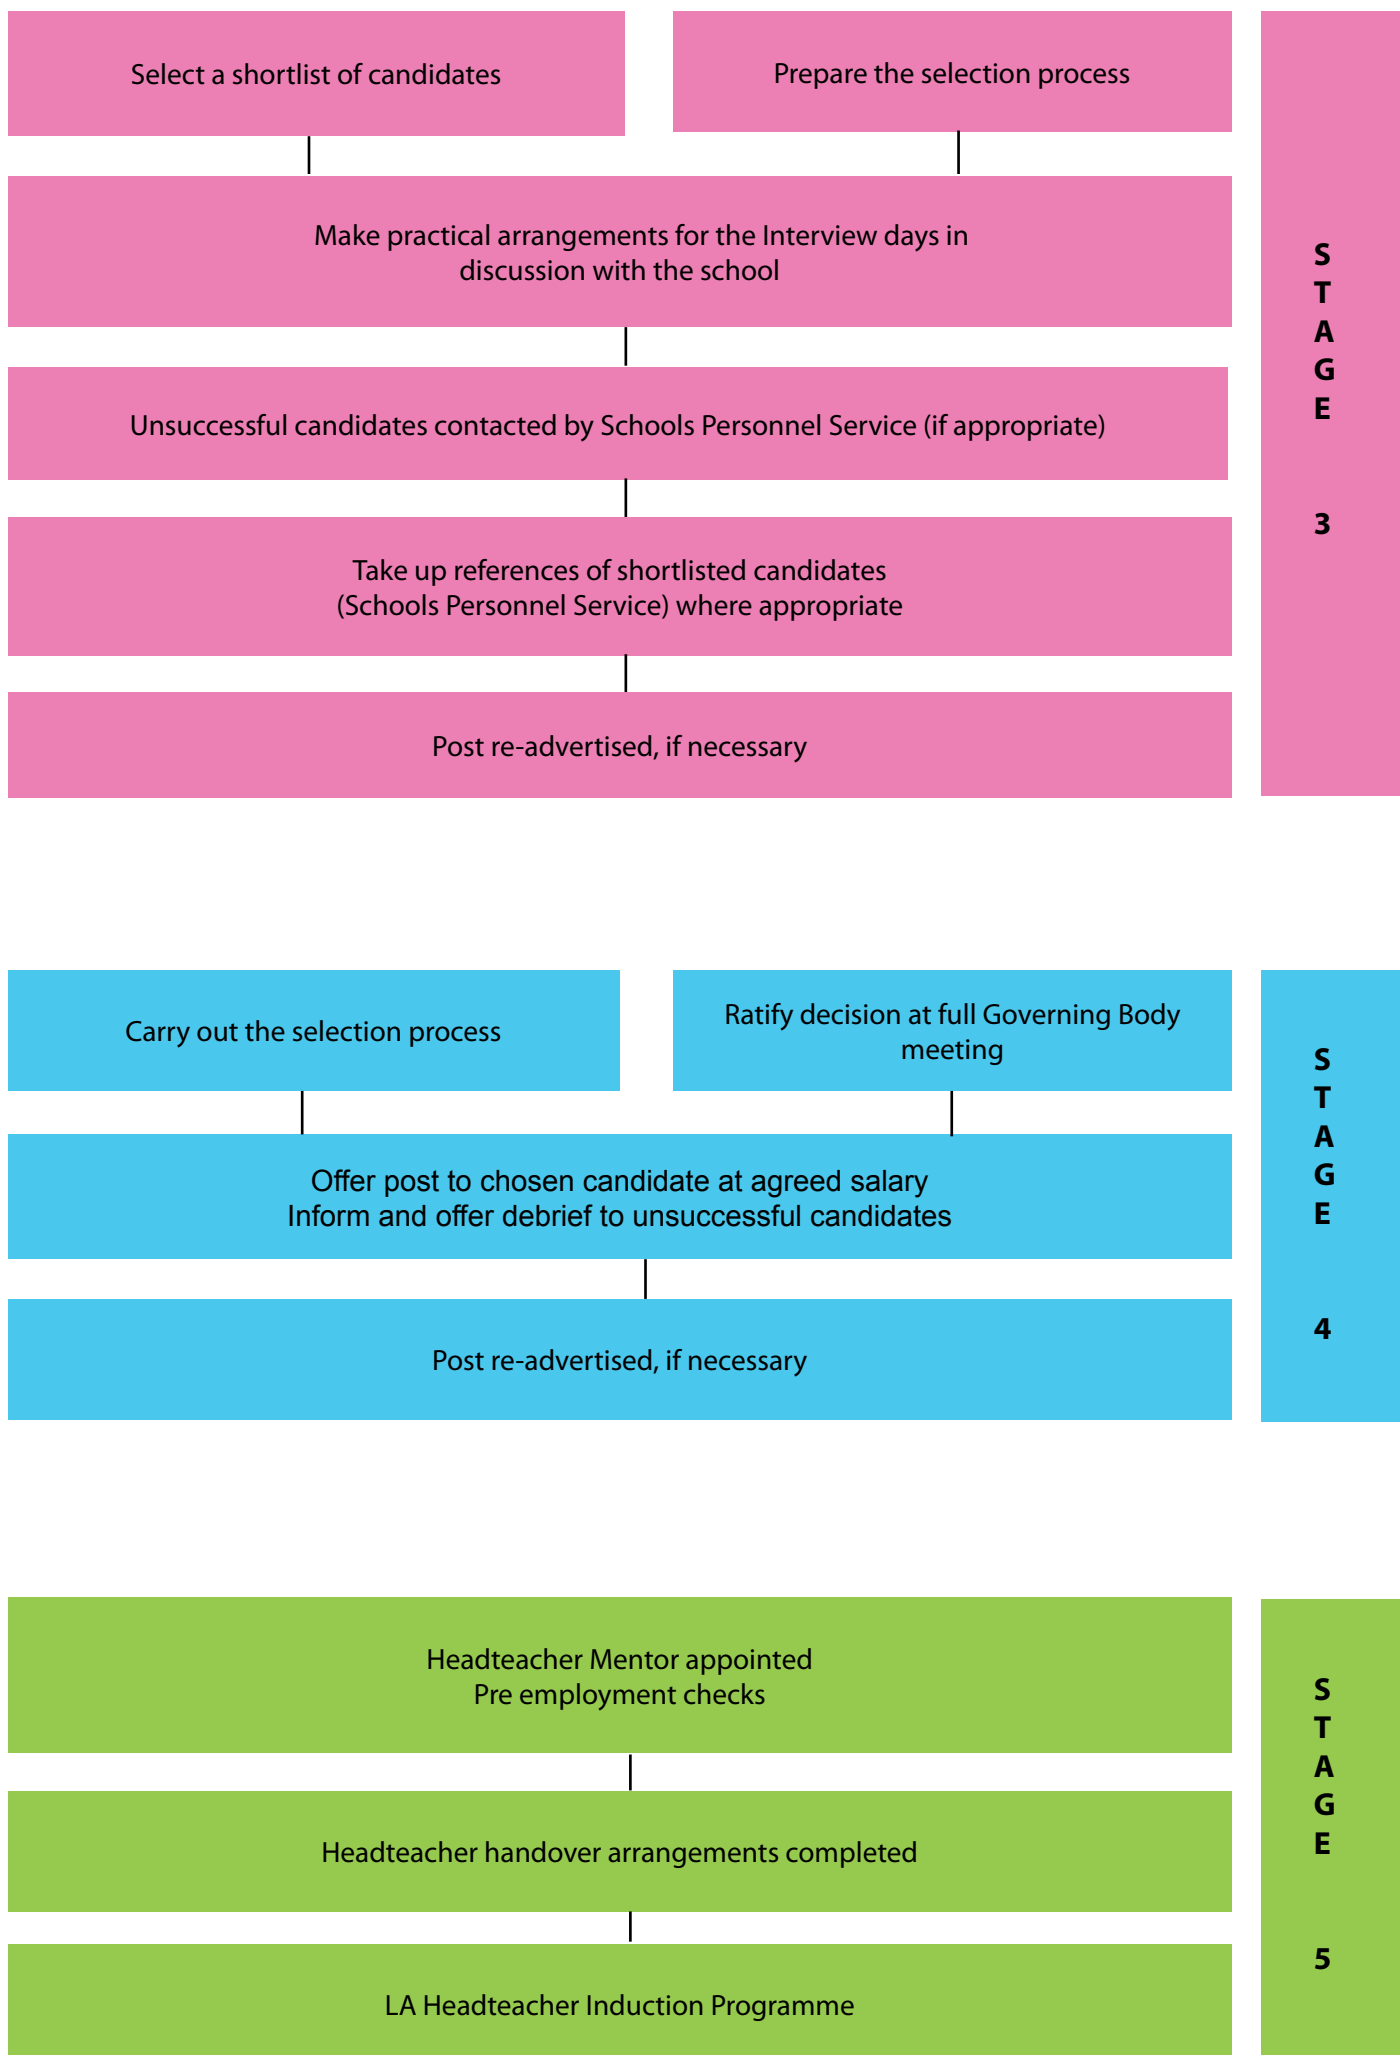 Select a shortlist of candidates
Prepare the selection process
Make practical arrangements for the Interview days in
discussion with the school
Unsuccessful candidates contacted by Schools Personnel Service (if appropriate)
Take up references of shortlisted candidates
(Schools Personnel Service) where appropriate
Post re-advertised, if necessary
S
T
A
G
E
3
Carry out the selection process
Ratify decision at full Governing Body
meeting
Offer post to chosen candidate at agreed salary
Inform and offer debrief to unsuccessful candidates
Post re-advertised, if necessary
S
T
A
G
E
4
Headteacher Mentor appointed
Pre employment checks
Headteacher handover arrangements completed
LA Headteacher Induction Programme
S
T
A
G
E
5